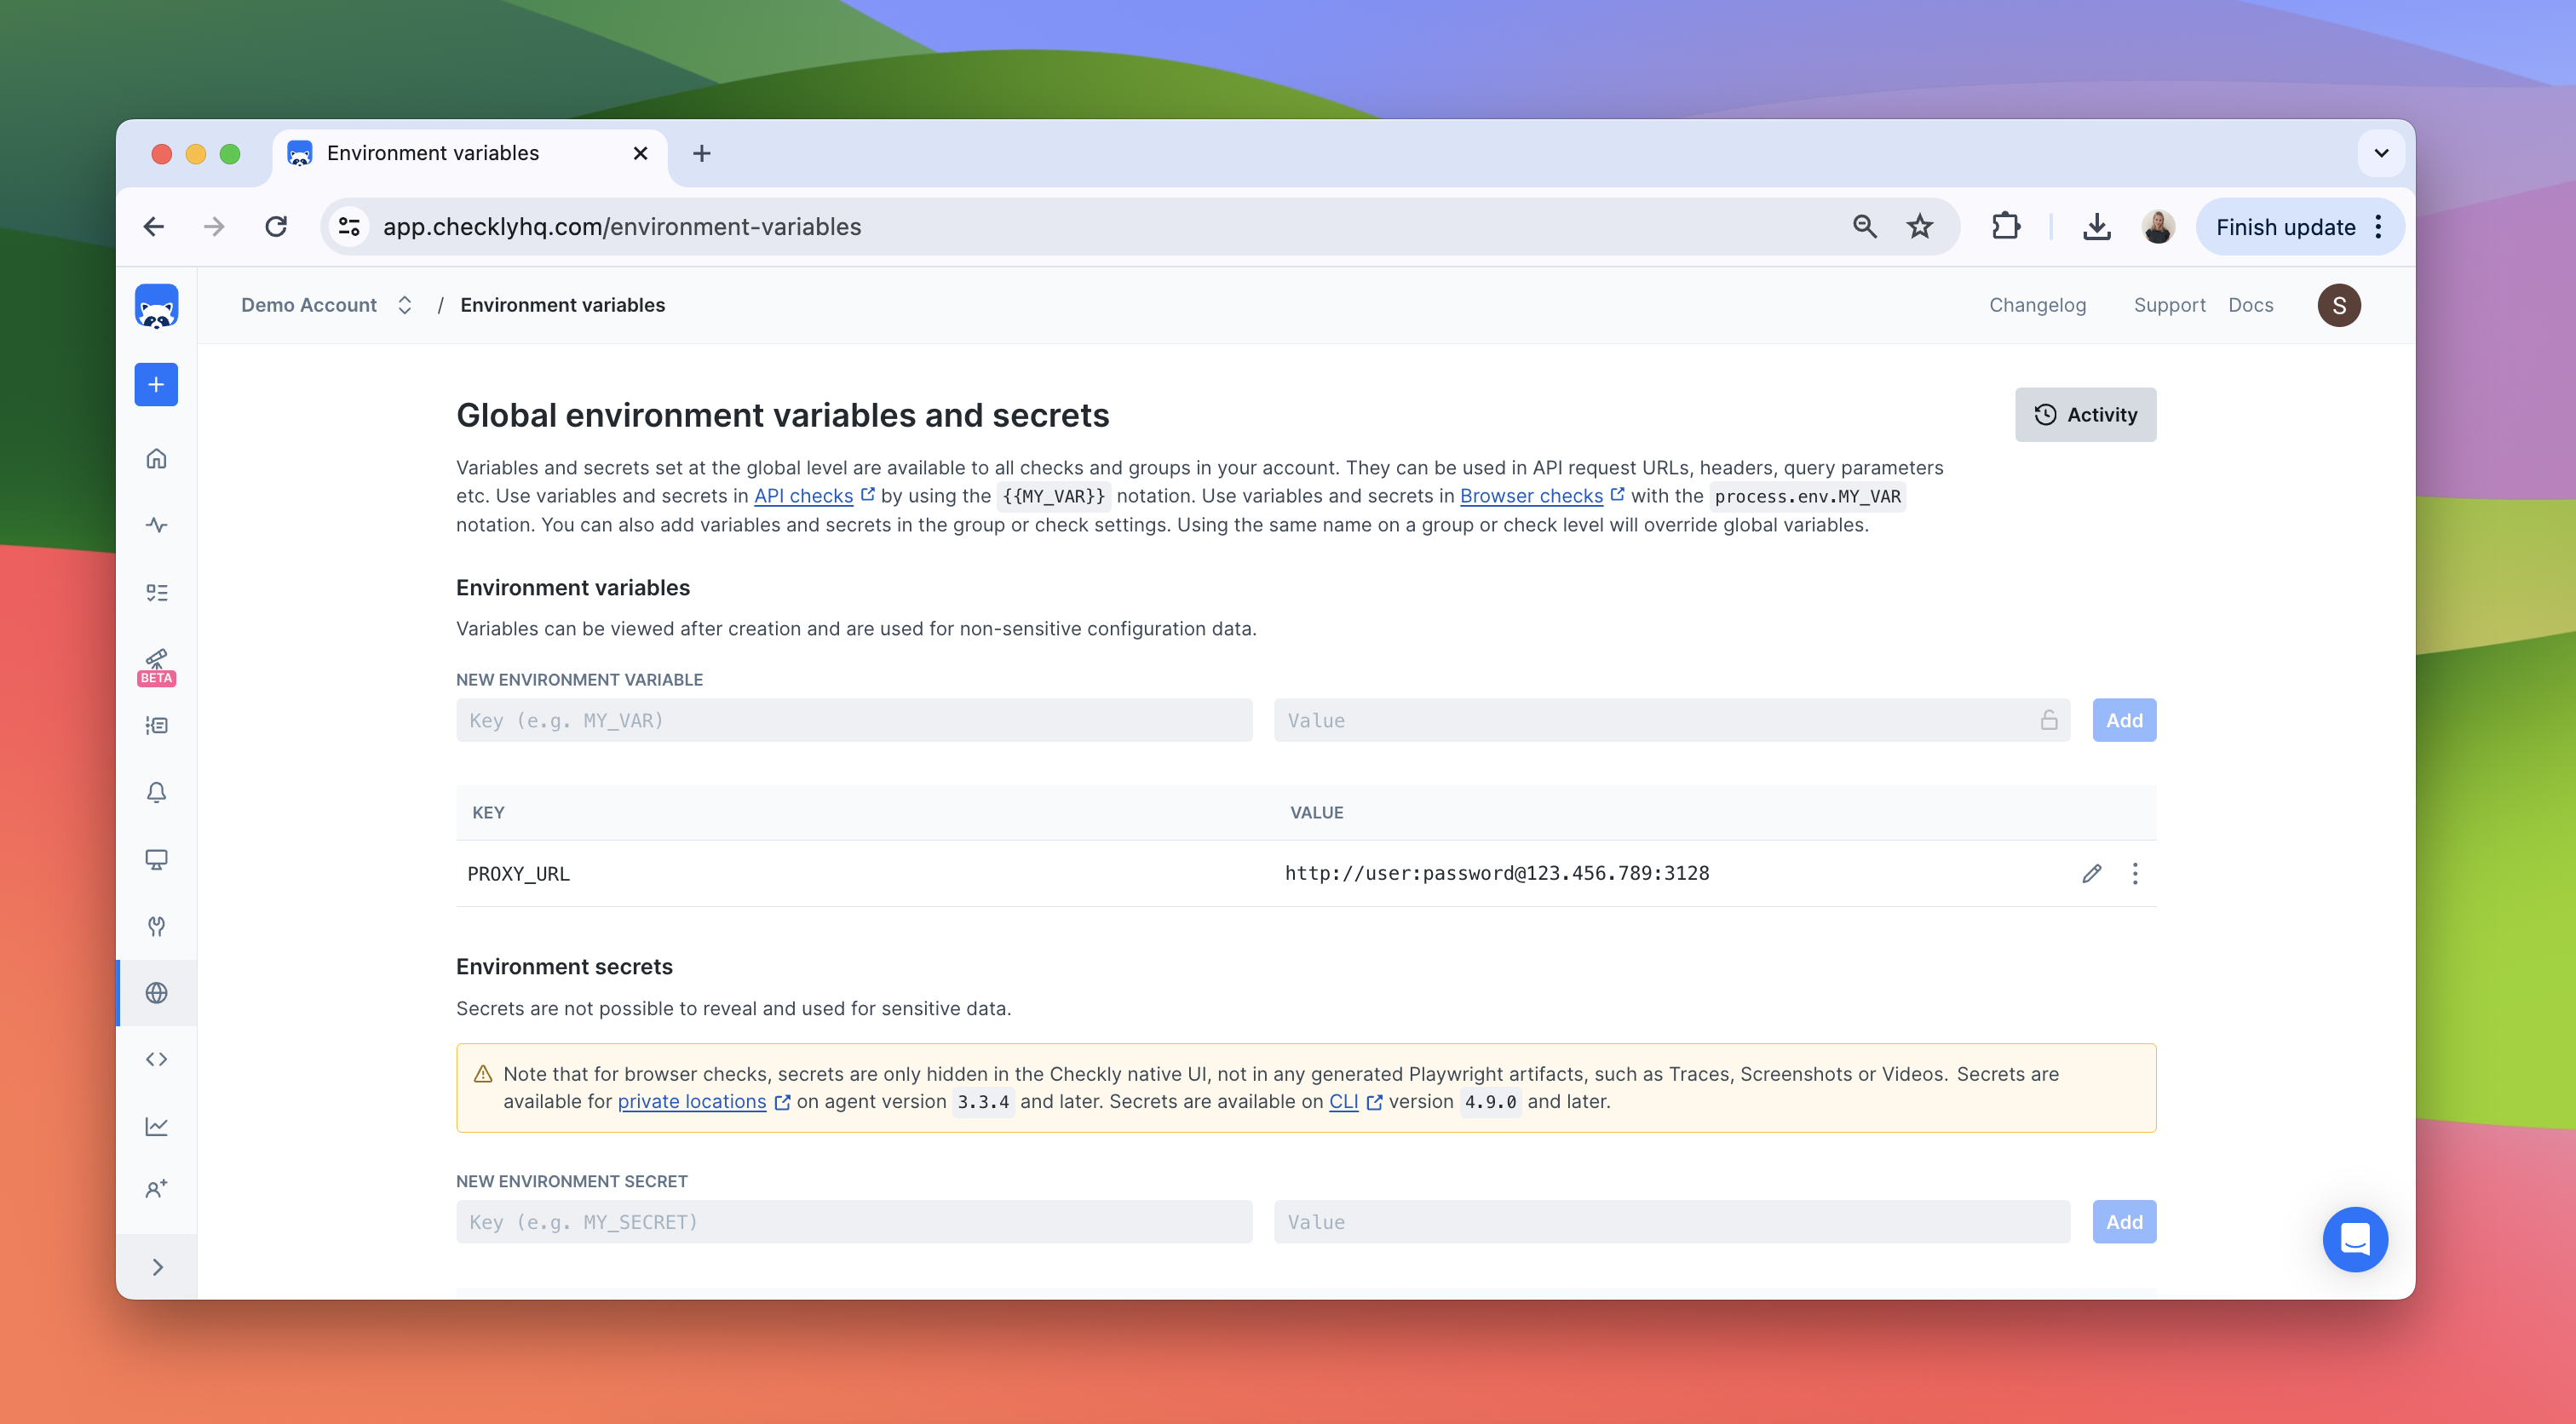 Environment variables
app.checklyhq.com/environment-variables
Finish update
Demo Account / Environment variables
Changelog Support Docs S
Global environment variables and secrets
Activity
Variables and secrets set at the global level are available to all checks and groups in your account. They can be used in API request URLs, headers, query parameters
etc. Use variables and secrets in API checks by using the {{MY_VAR}} notation. Use variables and secrets in Browser checks with the process.env.MY_VAR
notation. You can also add variables and secrets in the group or check settings. Using the same name on a group or check level will override global variables.
Environment variables
Variables can be viewed after creation and are used for non-sensitive configuration data.
BETA
NEW ENVIRONMENT VARIABLE
Key (e.g. MY_VAR) Value Add
KEY VALUE
PROXY_URL http://user:password@123.456.789:3128
Environment secrets
Secrets are not possible to reveal and used for sensitive data.
Note that for browser checks, secrets are only hidden in the Checkly native UI, not in any generated Playwright artifacts, such as Traces, Screenshots or Videos. Secrets are
available for private locations on agent version 3.3.4 and later. Secrets are available on CLI version 4.9.0 and later.
NEW ENVIRONMENT SECRET
Key (e.g. MY_SECRET) Value Add